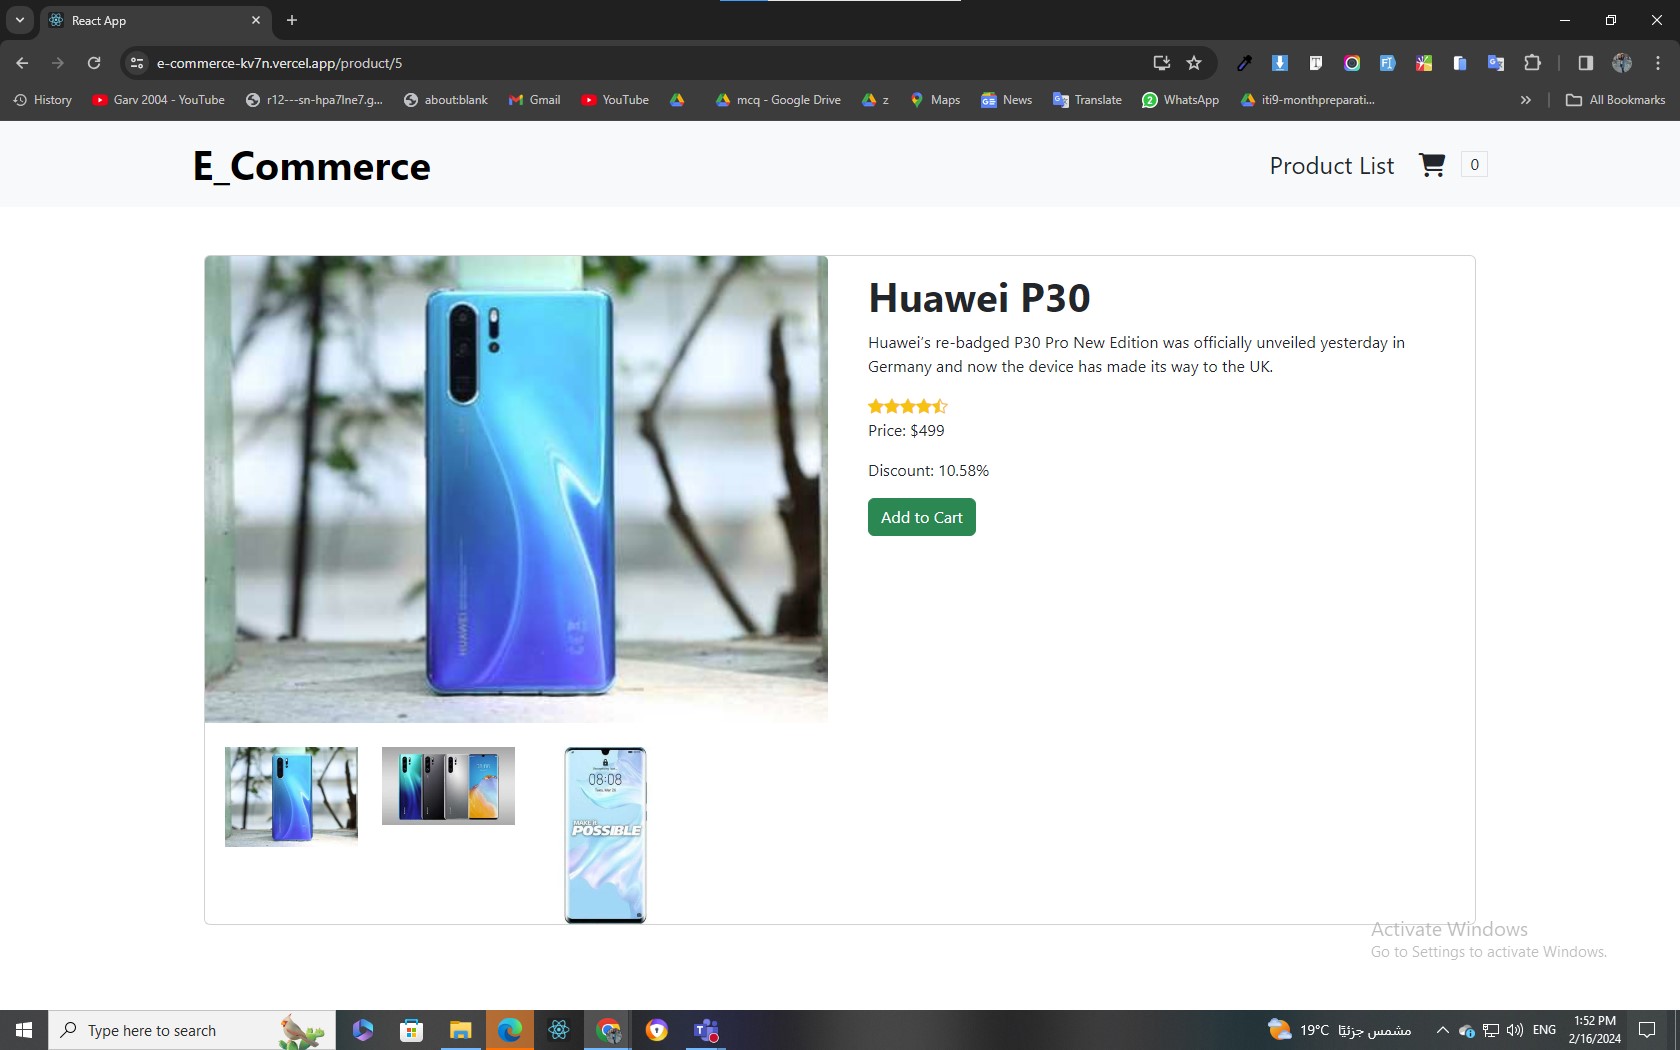 React App
e-commerce-kv7n.vercel.app/product/5
History
Garv 2004 - YouTube
r12---sn-hpa7lne7.g...
about:blank
Gmail
YouTube
mcq - Google Drive
z
Maps
News
Translate
WhatsApp
iti9-monthpreparati...
All Bookmarks
E_Commerce
Product List
0
Huawei P30
Huawei’s re-badged P30 Pro New Edition was officially unveiled yesterday in
Germany and now the device has made its way to the UK.
Price: $499
Discount: 10.58%
Add to Cart
HUAWEI
08:08
MAKE IT
POSSIBLE
Activate Windows
Go to Settings to activate Windows.
Type here to search
19°C مشمس جزئيًا
ENG
1:52 PM
2/16/2024